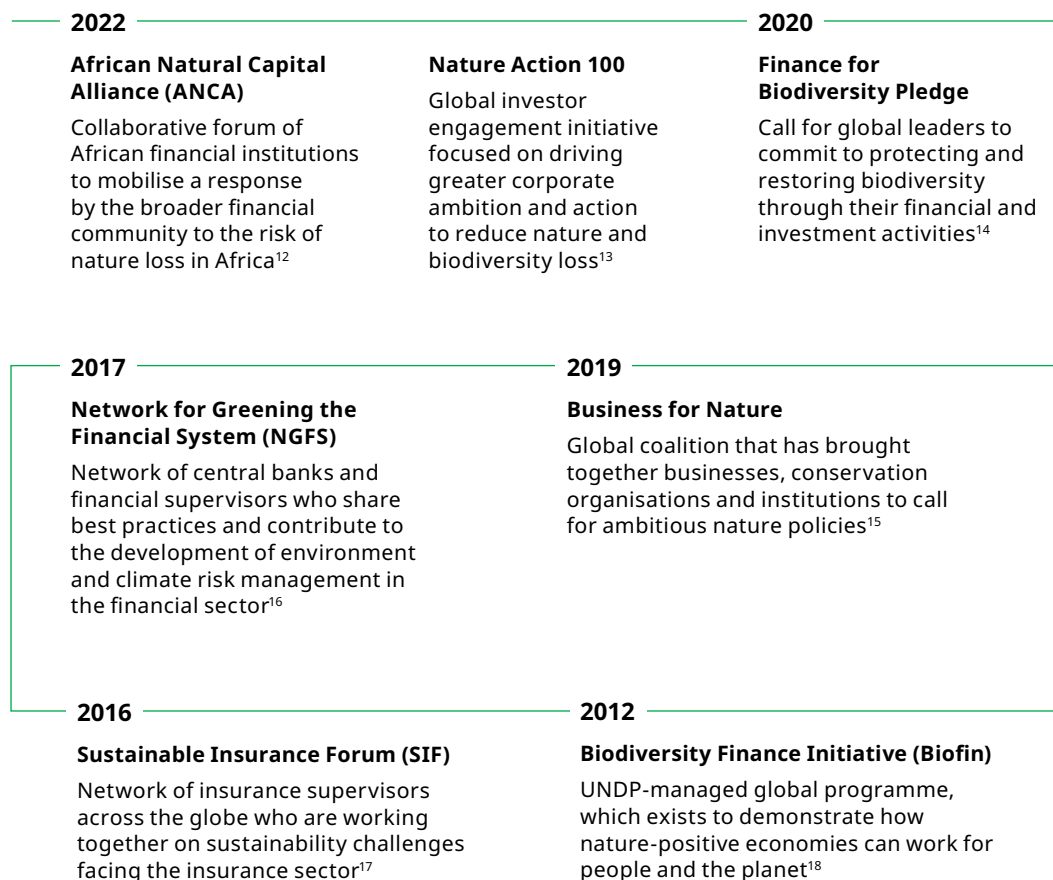 2022
African Natural Capital
Alliance (ANCA)
Collaborative forum of
African financial institutions
to mobilise a response
by the broader financial
community to the risk of
nature loss in Africa12
Nature Action 100
Global investor
engagement initiative
focused on driving
greater corporate
ambition and action
to reduce nature and
biodiversity loss13
2020
Finance for
Biodiversity Pledge
Call for global leaders to
commit to protecting and
restoring biodiversity
through their financial and
investment activities14
2017
Network for Greening the
Financial System (NGFS)
Network of central banks and
financial supervisors who share
best practices and contribute to
the development of environment
and climate risk management in
the financial sector16
2019
Business for Nature
Global coalition that has brought
together businesses, conservation
organisations and institutions to call
for ambitious nature policies15
2016
Sustainable Insurance Forum (SIF)
Network of insurance supervisors
across the globe who are working
together on sustainability challenges
facing the insurance sector17
2012
Biodiversity Finance Initiative (Biofin)
UNDP-managed global programme,
which exists to demonstrate how
nature-positive economies can work for
people and the planet18